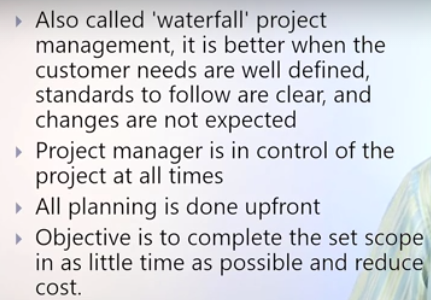 Also called 'waterfall' project
management, it is better when the
customer needs are well defined,
standards to follow are clear, and
changes are not expected
Project manager is in control of the
project at all times
All planning is done upfront
Objective is to complete the set scope
in as little time as possible and reduce
cost.